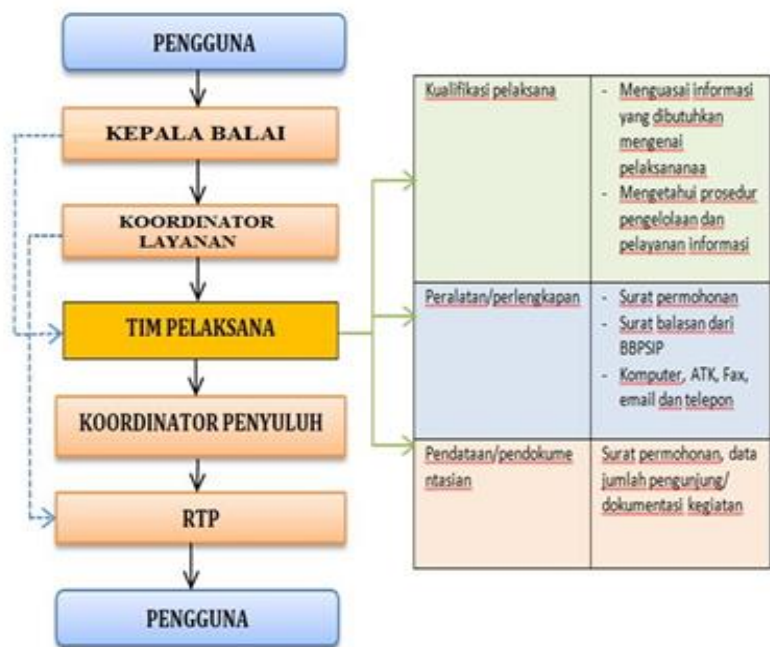 PENGGUNA
KEPALA BALAI
KOORDINATOR
LAYANAN
TIM PELAKSANA
KOORDINATOR PENYULUH
RTP
PENGGUNA
Kualifikasi pelaksana
- Menguasai informasi
yang dibutuhkan
mengenai
pelaksananaa
- Mengetahui prosedur
pengelolaan dan
pelayanan informasi
Peralatan/perlengkapan
- Surat permohonan
- Surat balasan dari
BBPSIP
- Komputer, ATK, Fax,
email dan telepon
Pendataan/pendokume
ntasian
Surat permohonan, data
jumlah pengunjung/
dokumentasi kegiatan